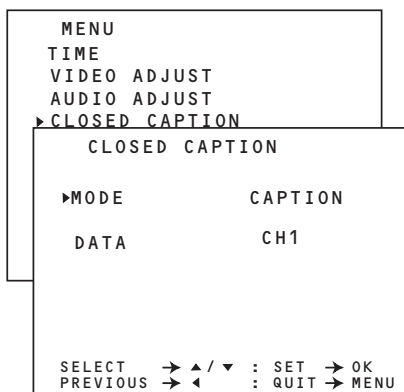 MENU
TIME
VIDEO ADJUST
AUDIO ADJUST
▶CLOSED CAPTION
CLOSED CAPTION
▶MODE CAPTION
DATA CH1
SELECT → ▲/▼ : SET → OK
PREVIOUS → ◀ : QUIT → MENU